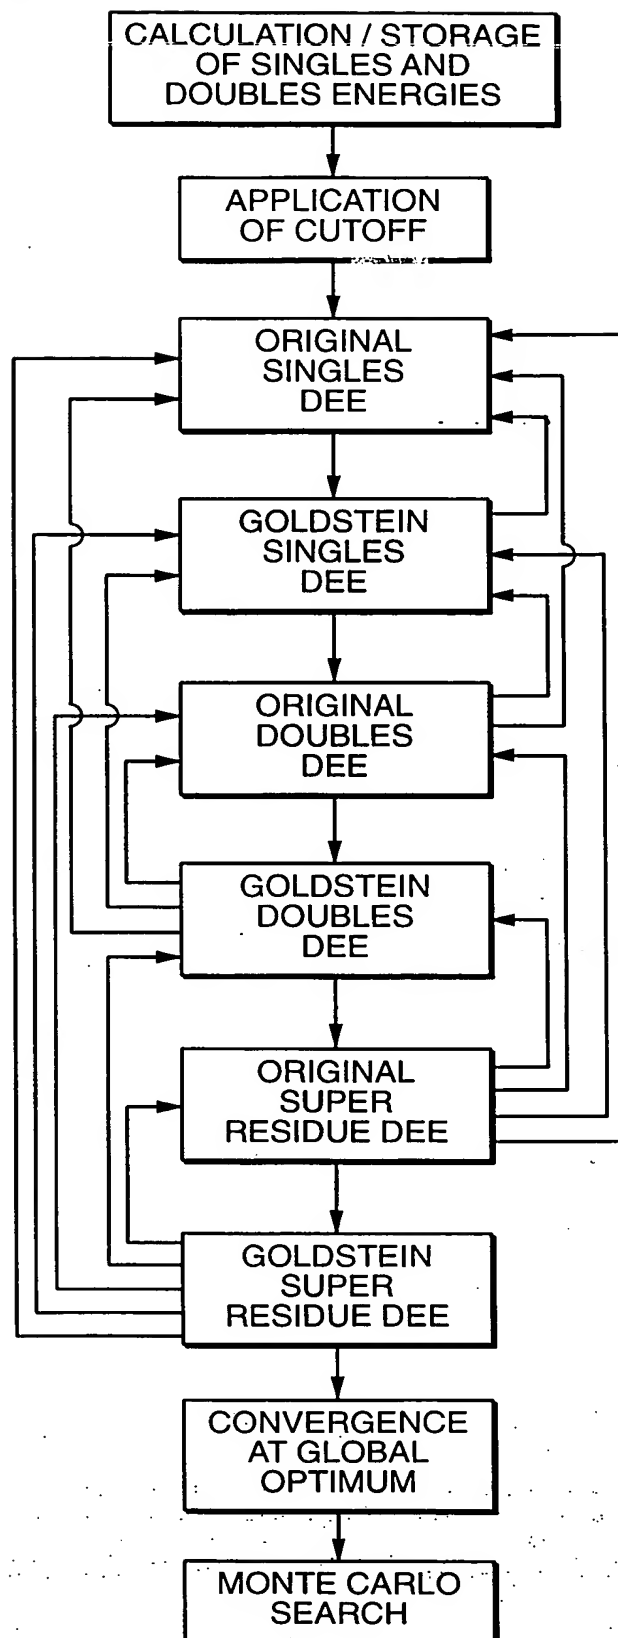 CALCULATION / STORAGE
OF SINGLES AND
DOUBLES ENERGIES
APPLICATION
OF CUTOFF
ORIGINAL
SINGLES
DEE
GOLDSTEIN
SINGLES
DEE
ORIGINAL
DOUBLES
DEE
GOLDSTEIN
DOUBLES
DEE
ORIGINAL
SUPER
RESIDUE DEE
GOLDSTEIN
SUPER
RESIDUE DEE
CONVERGENCE
AT GLOBAL
OPTIMUM
MONTE CARLO
SEARCH